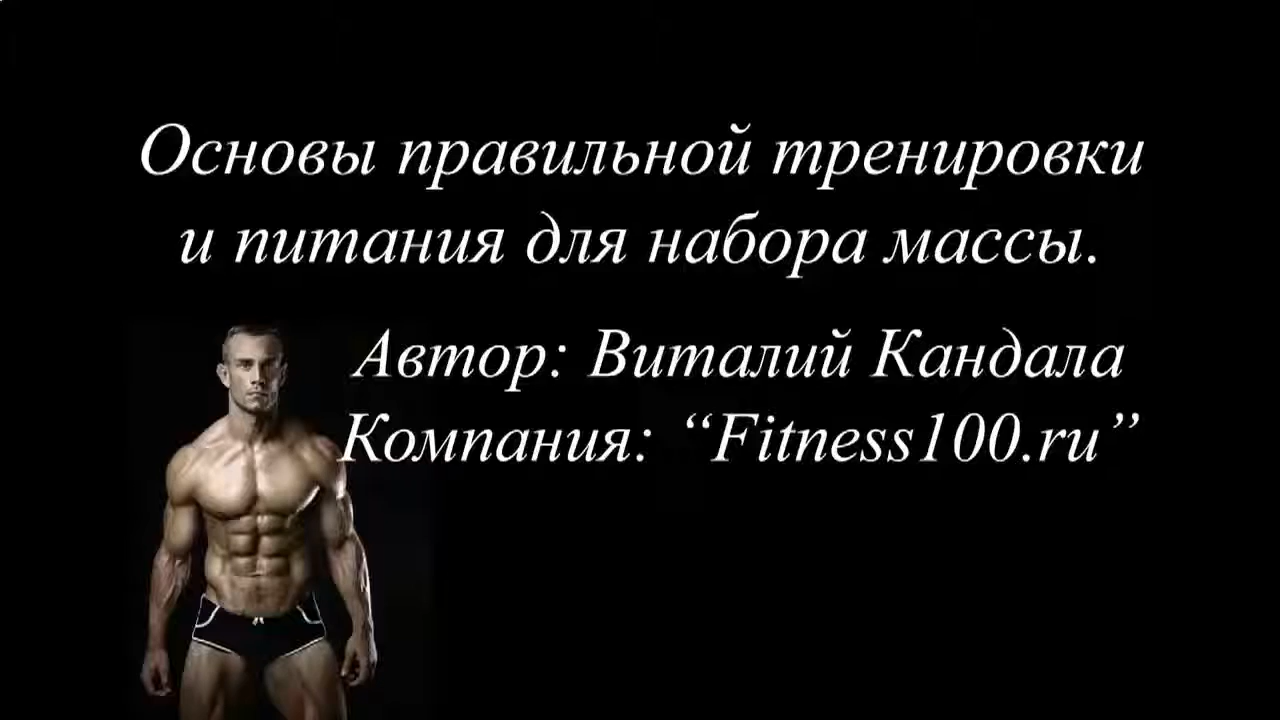 Основы правильной тренировки
и питания для набора массы.
Автор: Виталий Кандала
Компания: “Fitness100.ru”